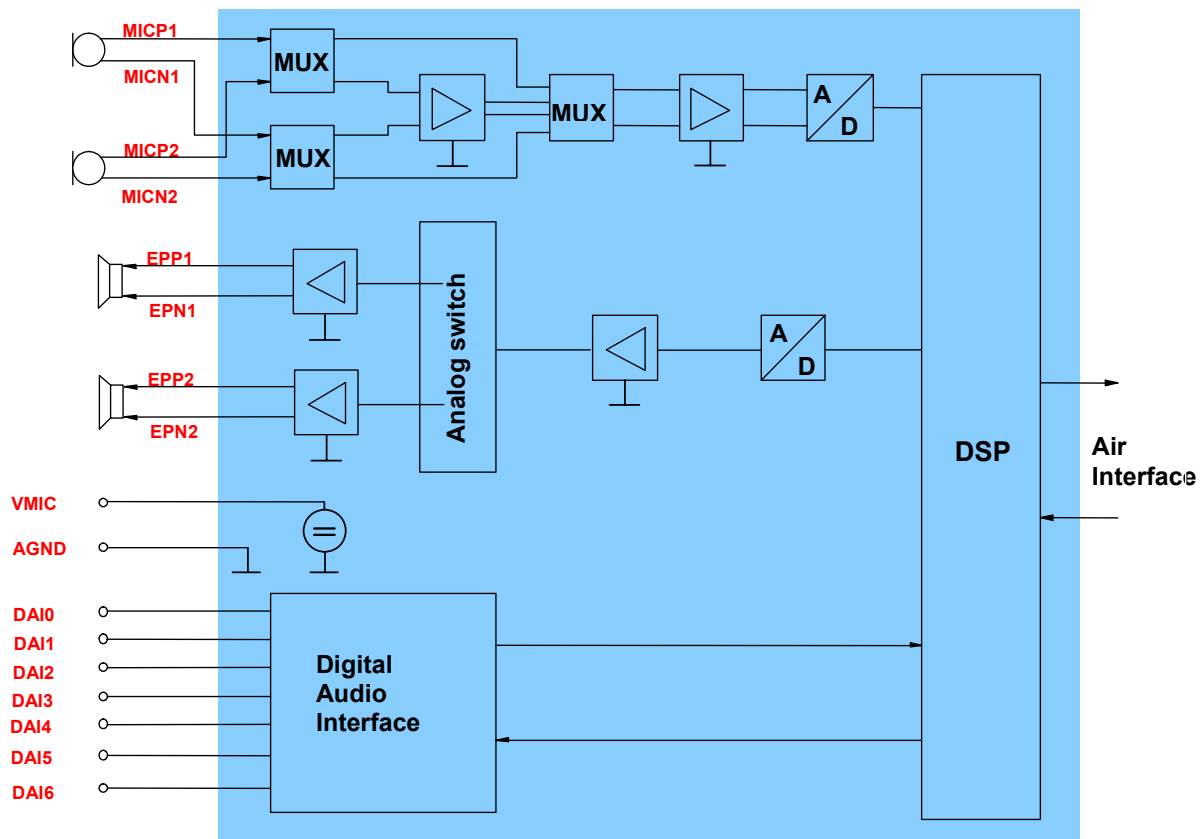 MICP1
MICN1
MICP2
MICN2
MUX
MUX
MUX
A
D
EPP1
EPN1
EPP2
EPN2
Analog switch
A
D
DSP
Air
Interface
VMIC
AGND
DAI0
DAI1
DAI2
DAI3
DAI4
DAI5
DAI6
Digital
Audio
Interface